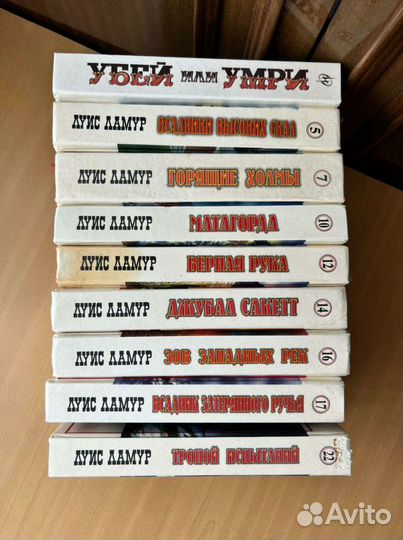 УБЕЙ ИЛИ УМРИ
ЛУИС ЛАМУР ВСАДНИКИ ВЫСОКИХ СКАЛ 5
ЛУИС ЛАМУР ГОРЯЩИЕ ХОЛМЫ 7
ЛУИС ЛАМУР МАТАГОРДА 10
ЛУИС ЛАМУР ВЕРНАЯ РУКА 12
ЛУИС ЛАМУР ДЖУБАЛ САКЕТТ 14
ЛУИС ЛАМУР ЗОВ ЗАПАДНЫХ РЕК 16
ЛУИС ЛАМУР ВСАДНИК ЗАТЕРЯННОГО РУЧЬЯ 17
ЛУИС ЛАМУР ТРОПОЙ ИСПЫТАНИЙ 22
Avito